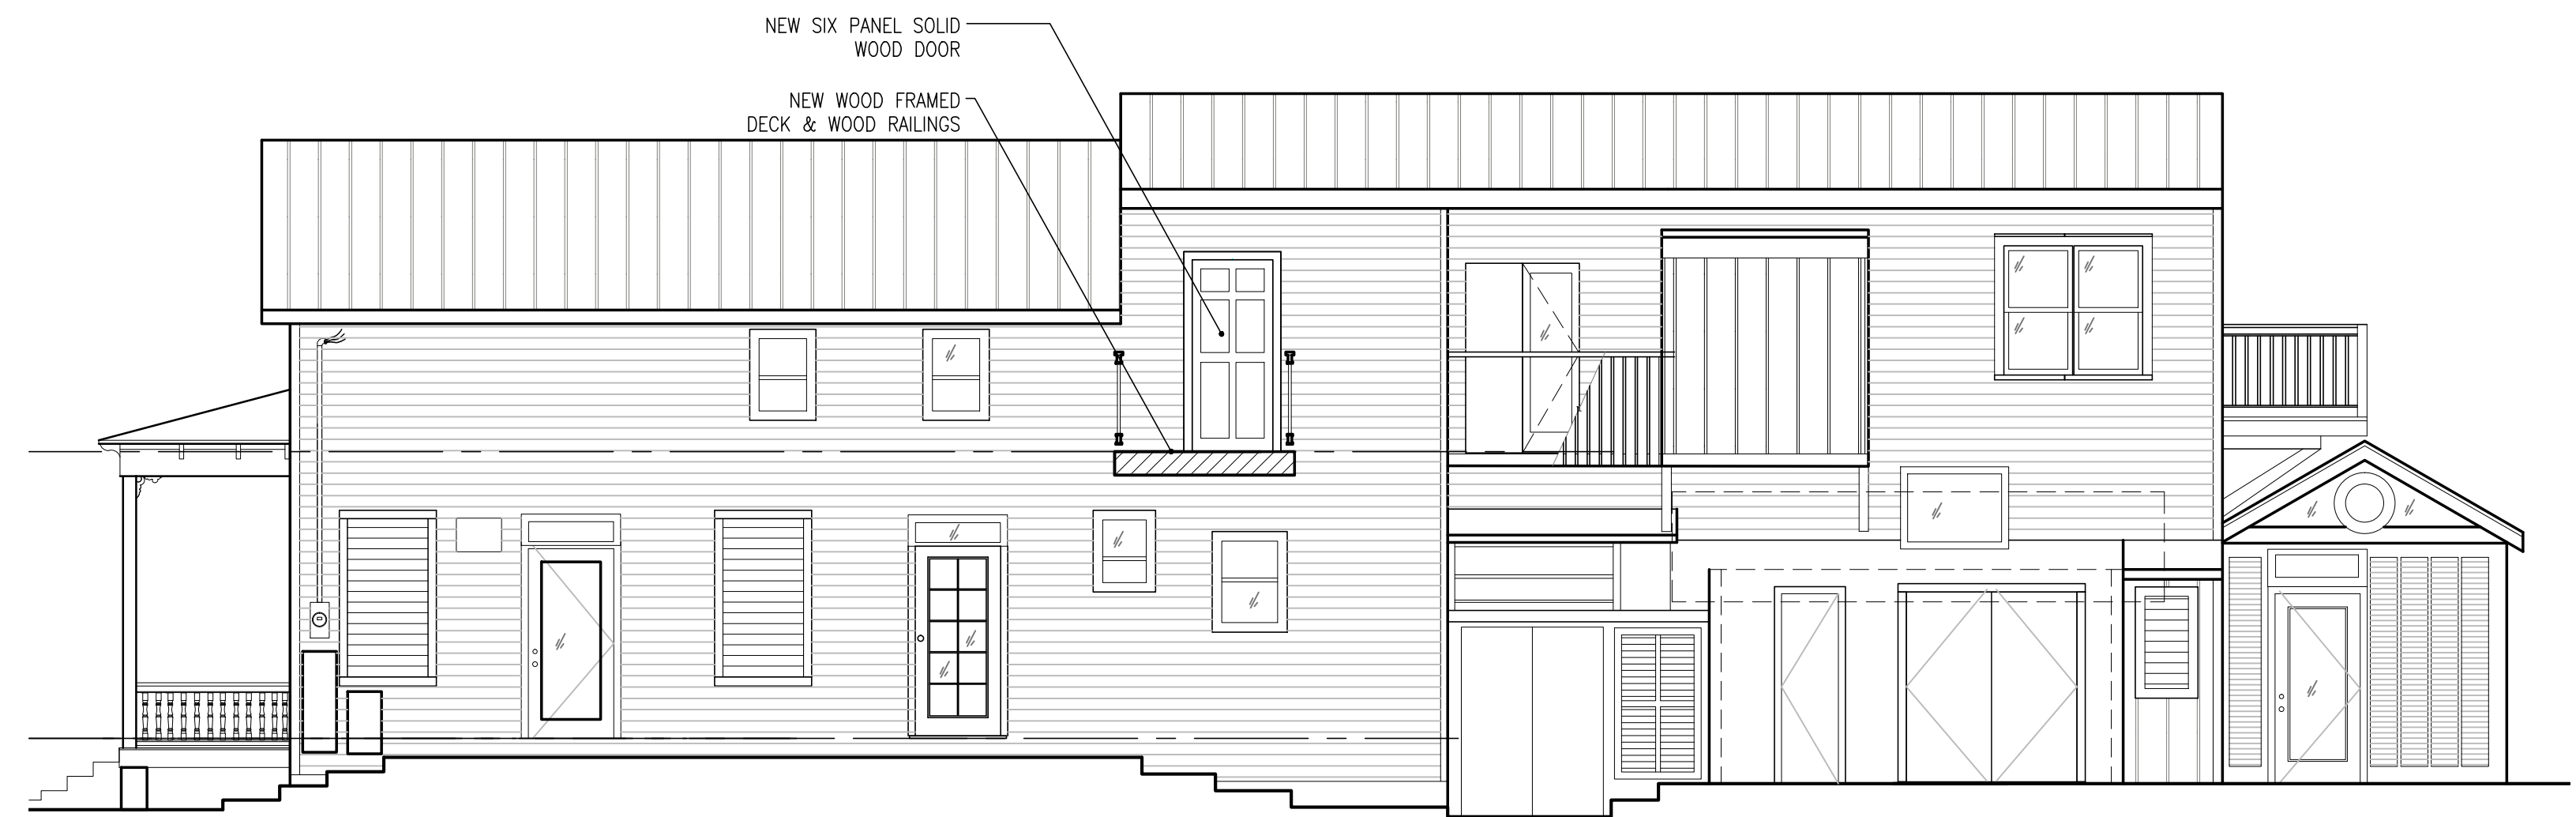 NEW SIX PANEL SOLID
WOOD DOOR
NEW WOOD FRAMED
DECK & WOOD RAILINGS